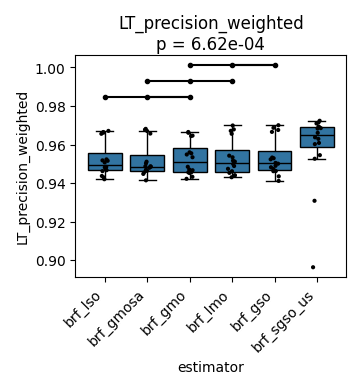 LT_precision_weighted
p = 6.62e-04
LT_precision_weighted
1.00
0.98
0.96
0.94
0.92
0.90
brf_lso
brf_gmosa
brf_gmo
brf_lmo
brf_gso
brf_sgso_us
estimator